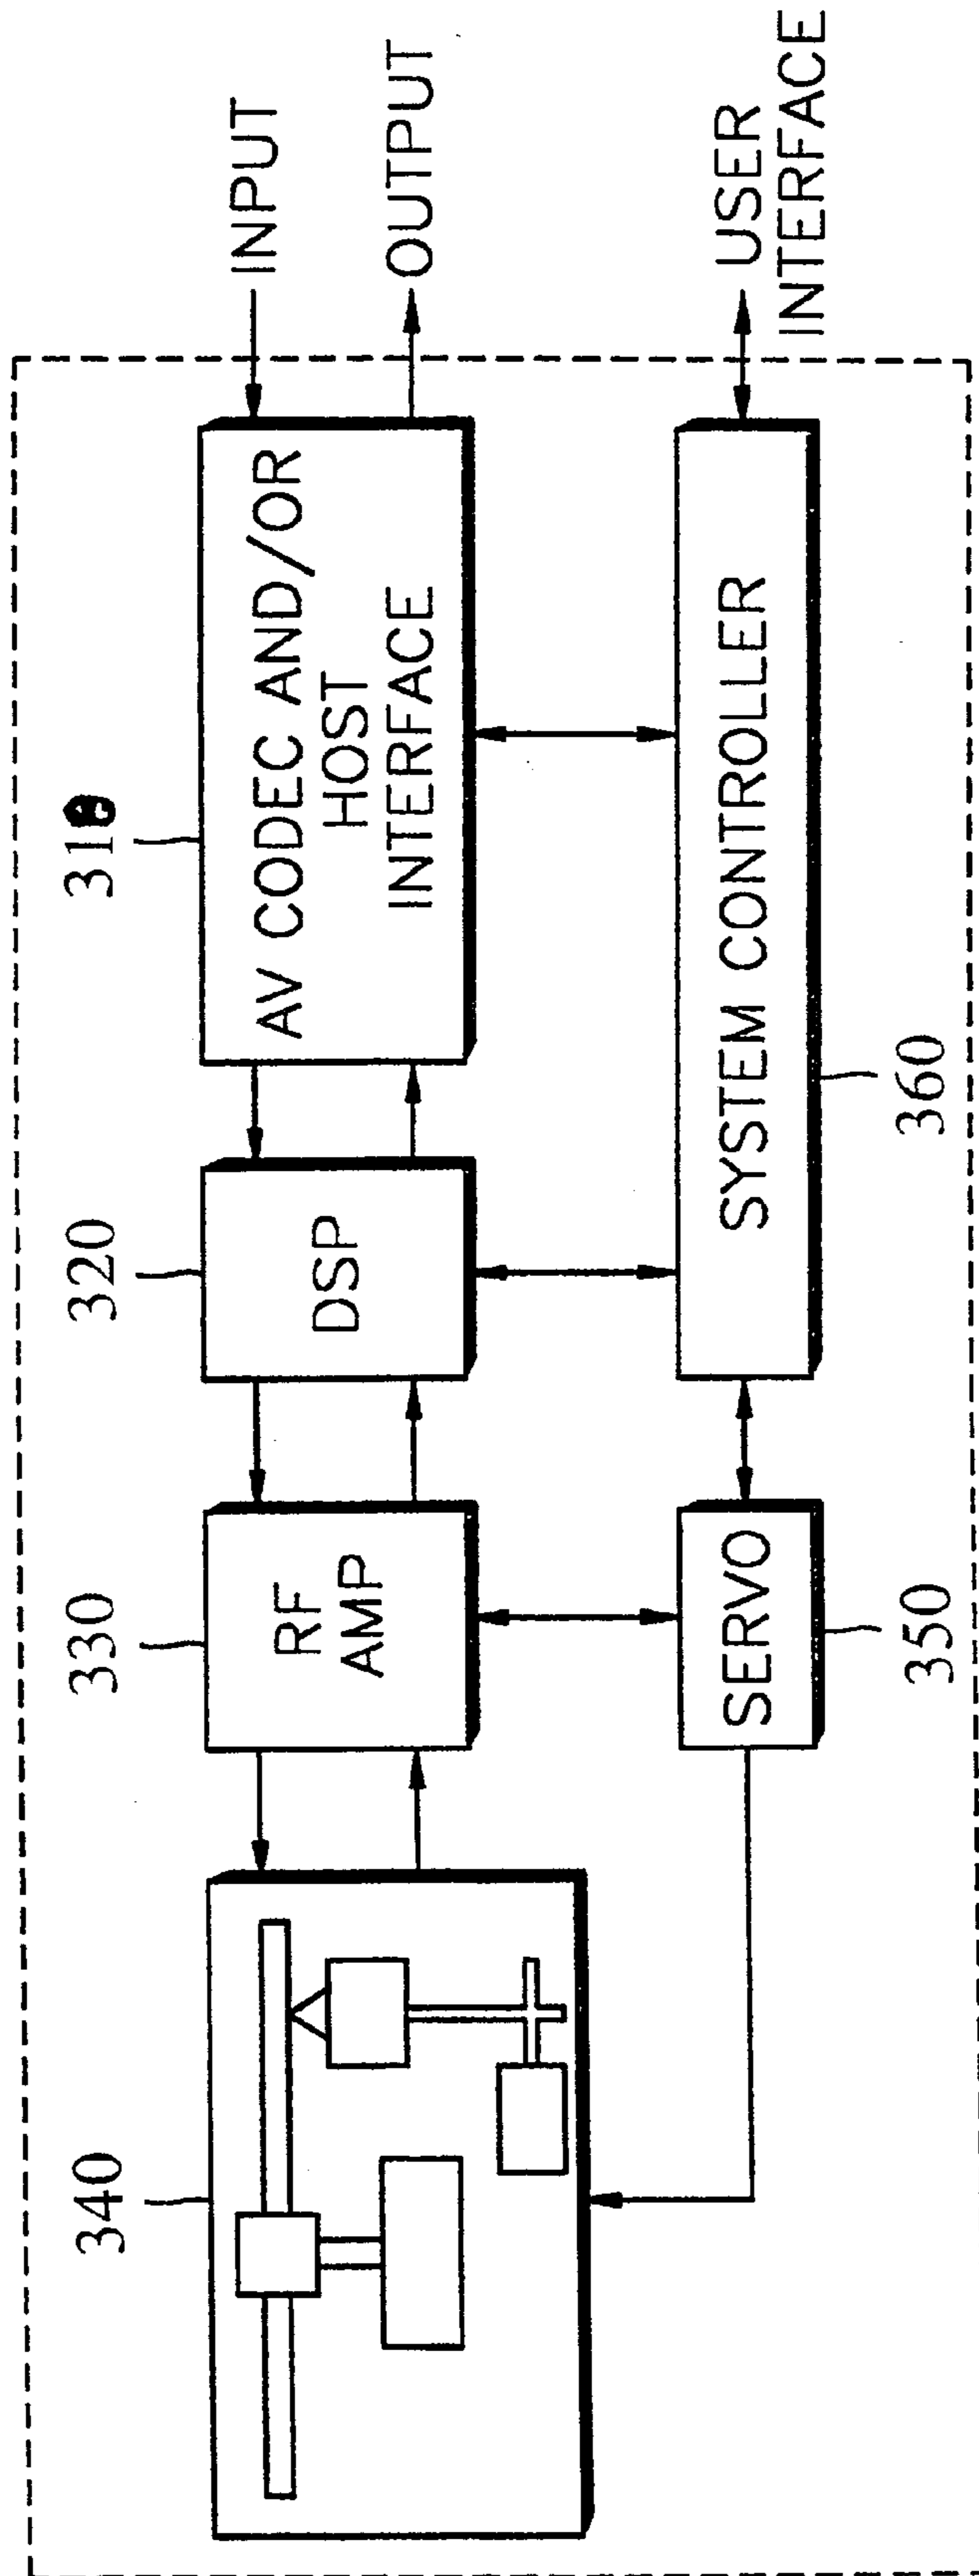 340
330
320
310
RF
AMP
DSP
AV CODEC AND/OR
HOST
INTERFACE
INPUT
OUTPUT
SERVO
SYSTEM CONTROLLER
USER
INTERFACE
350
360